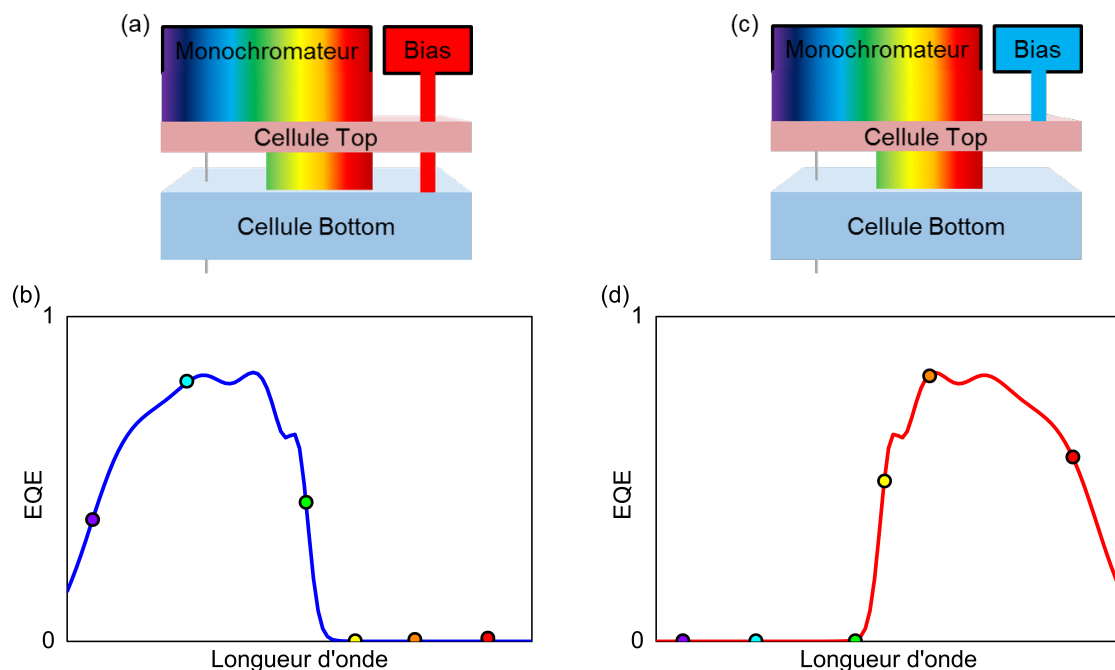 (a)
Monochromateur
Bias
Cellule Top
Cellule Bottom
(c)
Monochromateur
Bias
Cellule Top
Cellule Bottom
(b)
1
EQE
0
Longueur d'onde
(d)
1
EQE
0
Longueur d'onde